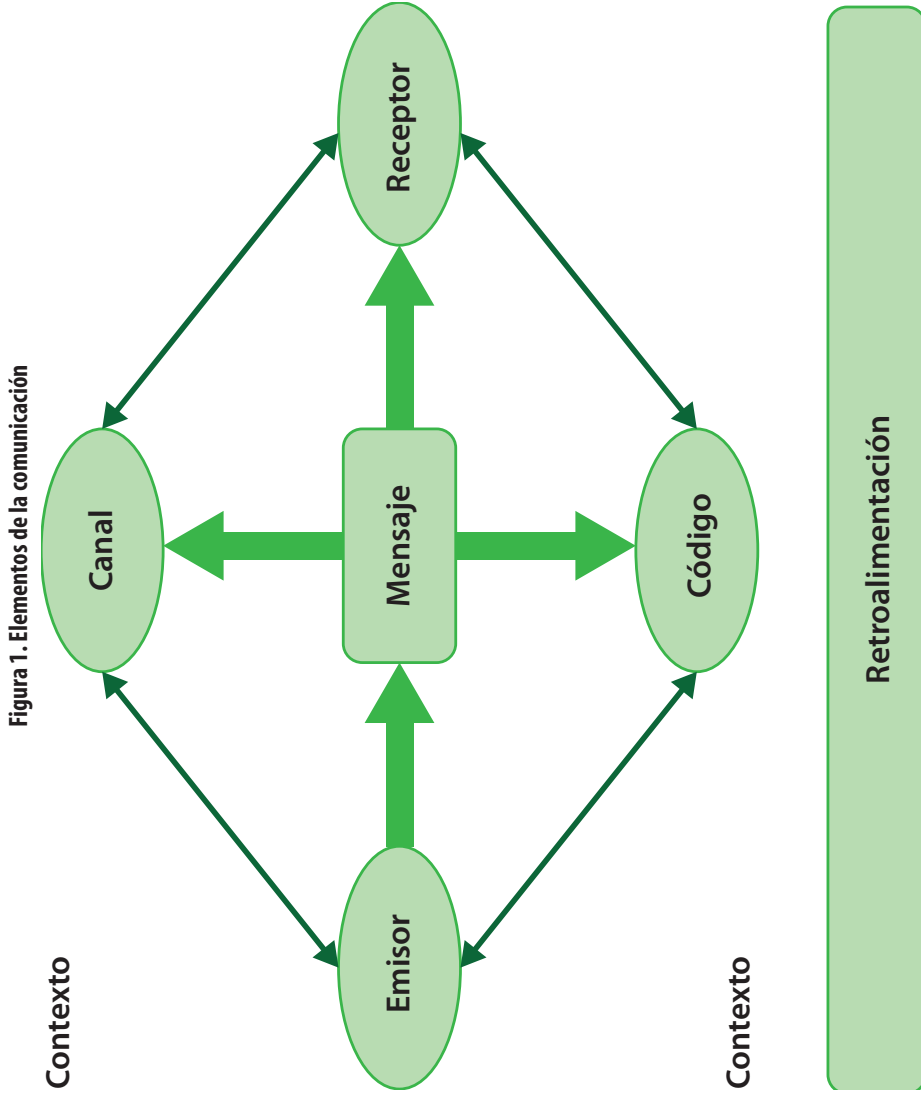 Figura 1. Elementos de la comunicación
Contexto
Canal
Emisor
Mensaje
Receptor
Código
Contexto
Retroalimentación